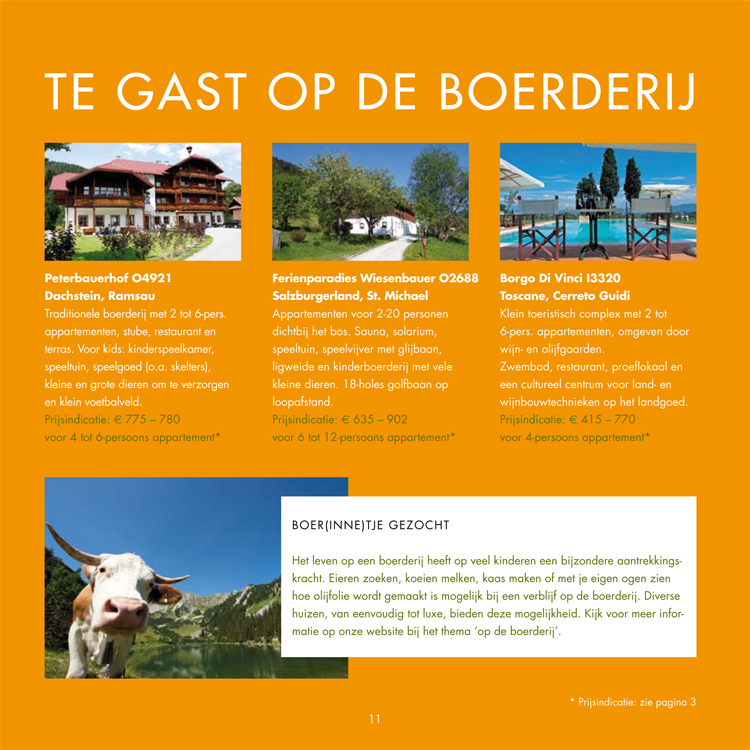 TE GAST OP DE BOERDERIJ
Peterbauerhof O4921
Dachstein, Ramsau
Traditionele boerderij met 2 tot 6-pers.
appartementen, stube, restaurant en
terras. Voor kids: kinderspeelkamer,
speeltuin, speelgoed (o.a. skelters),
kleine en grote dieren om te verzorgen
en klein voetbalveld.
Prijsindicatie: € 775 – 780
voor 4 tot 6-persoons appartement*
Ferienparadies Wiesenbauer O2688
Salzburgerland, St. Michael
Appartementen voor 2-20 personen
dichtbij het bos. Sauna, solarium,
speeltuin, speelvijver met glijbaan,
ligweide en kinderboerderij met vele
kleine dieren. 18-holes golfbaan op
loopafstand.
Prijsindicatie: € 635 – 902
voor 6 tot 12-persoons appartement*
Borgo Di Vinci I3320
Toscane, Cerreto Guidi
Klein toeristisch complex met 2 tot
6-pers. appartementen, omgeven door
wijn- en olijfgaarden.
Zwembad, restaurant, proeflokaal en
een cultureel centrum voor land- en
wijnbouwtechnieken op het landgoed.
Prijsindicatie: € 415 – 770
voor 4-persoons appartement*
BOER(INNE)TJE GEZOCHT
Het leven op een boerderij heeft op veel kinderen een bijzondere aantrekkings-
kracht. Eieren zoeken, koeien melken, kaas maken of met je eigen ogen zien
hoe olijfolie wordt gemaakt is mogelijk bij een verblijf op de boerderij. Diverse
huizen, van eenvoudig tot luxe, bieden deze mogelijkheid. Kijk voor meer infor-
matie op onze website bij het thema ‘op de boerderij’.
* Prijsindicatie: zie pagina 3
11